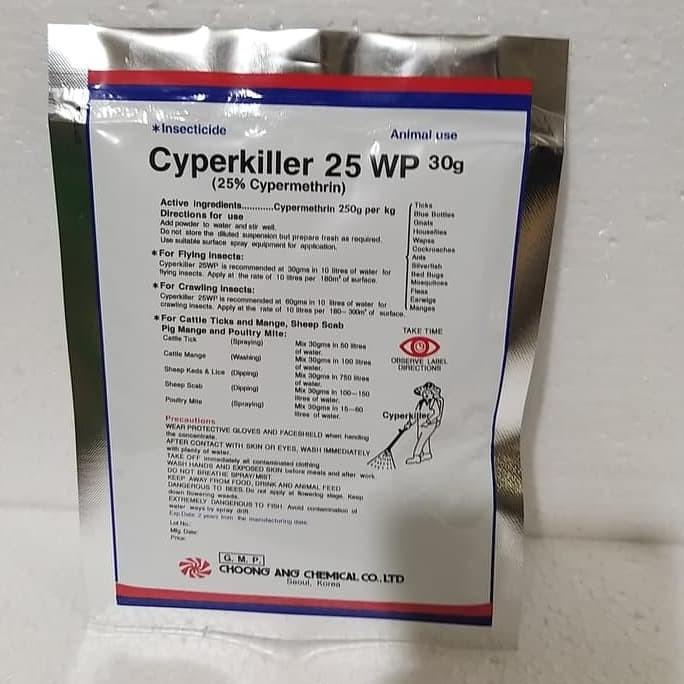 *Insecticide Animal use
Cyperkiller 25 WP 30g
(25% Cypermethrin)
Active ingredients...........Cypermethrin 250g per kg
Directions for use
Add powder to water and stir well.
Do not store the diluted suspension but prepare fresh as required.
Use suitable surface spray equipment for application.
*For Flying Insects:
Cyperkiller 25WP is recommended at 30gms in 10 litres of water for
flying insects. Apply at the rate of 10 litres per 180m² of surface.
*For Crawling Insects:
Cyperkiller 25WP is recommended at 60gms in 10 litres of water for
crawling insects. Apply at the rate of 10 litres per 180-300m² of surface.
Ticks
Blue Bottles
Gnats
Houseflies
Wapes
Cockroaches
Ants
Silverfish
Bed Bugs
Mosquitoes
Fleas
Earwigs
Manges
*For Cattle Ticks and Mange, Sheep Scab
Pig Mange and Poultry Mite:
Cattle Tick (Spraying) Mix 30gms in 50 litres
of water.
Cattle Mange (Washing) Mix 30gms in 100 litres
of water.
Sheep Keds & Lice (Dipping) Mix 30gms in 750 litres
of water.
Sheep Scab (Dipping) Mix 30gms in 100-150
litres of water.
Poultry Mite (Spraying) Mix 30gms in 15-60
litres of water.
TAKE TIME
OBSERVE LABEL
DIRECTIONS
Cyperkiller
Precautions
WEAR PROTECTIVE GLOVES AND FACESHIELD when handling
the concentrate.
AFTER CONTACT WITH SKIN OR EYES, WASH IMMEDIATELY
with plenty of water.
TAKE OFF immediately all contaminated clothing
WASH HANDS AND EXPOSED SKIN before meals and after work
DO NOT BREATHE SPRAY/MIST.
KEEP AWAY FROM FOOD, DRINK AND ANIMAL FEED
DANGEROUS TO BEES. Do not apply at flowering stage. Keep
down flowering weeds.
EXTREMELY DANGEROUS TO FISH. Avoid contamination of
water ways by spray drift.
Exp.Date: 2 years from the manufacturing date
Lot No.:
Mfg. Date:
Price:
G. M. P.
CHOONG ANG CHEMICAL CO., LTD
Seoul, Korea